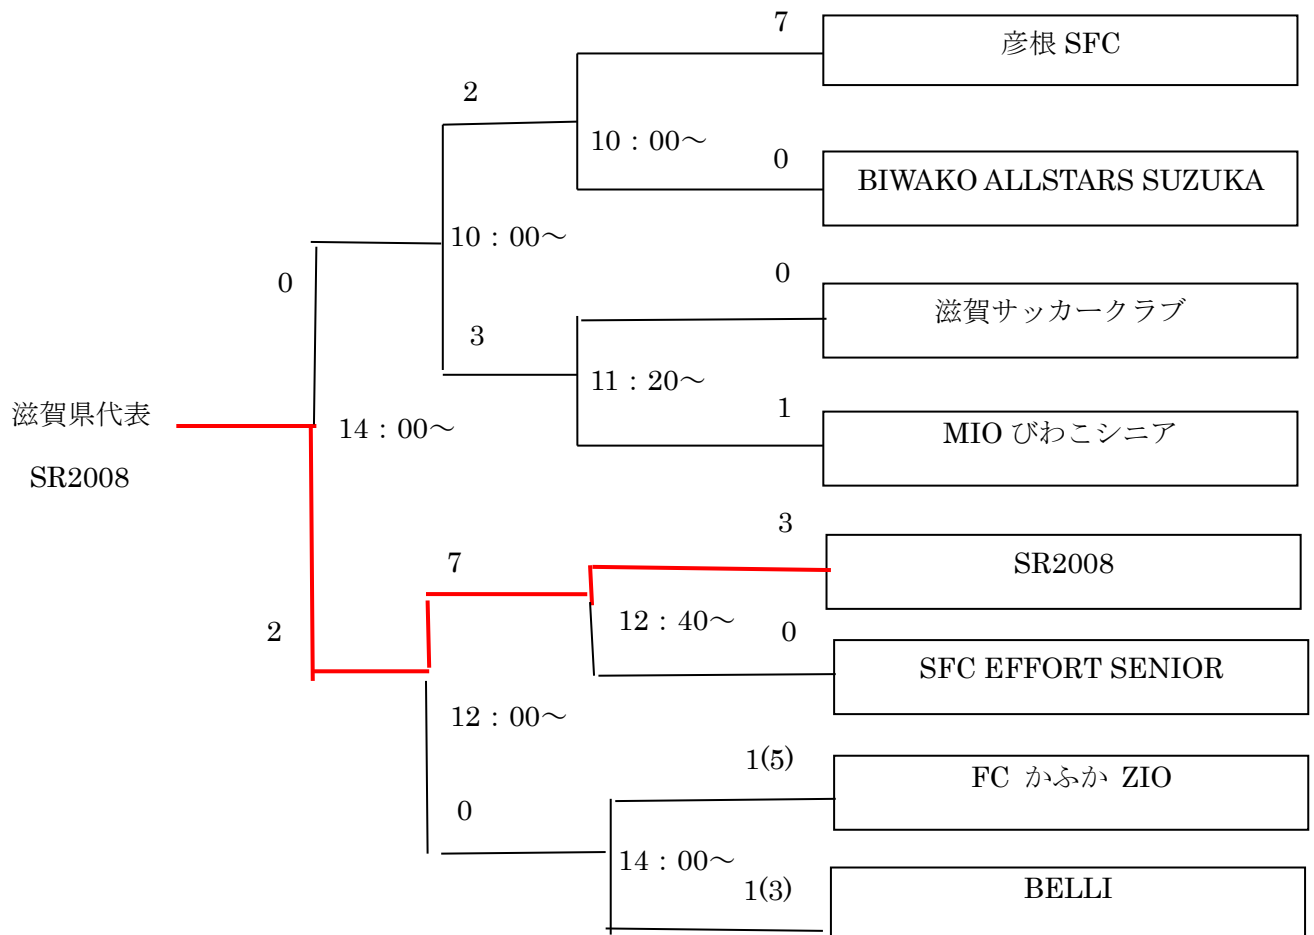 7
彦根 SFC
2
10：00～
0
BIWAKO ALLSTARS SUZUKA
10：00～
0
0
滋賀サッカークラブ
3
11：20～
滋賀県代表
14：00～
1
MIO びわこシニア
SR2008
3
7
SR2008
12：40～
2
0
SFC EFFORT SENIOR
12：00～
1(5)
FC かふか ZIO
0
14：00～
1(3)
BELLI